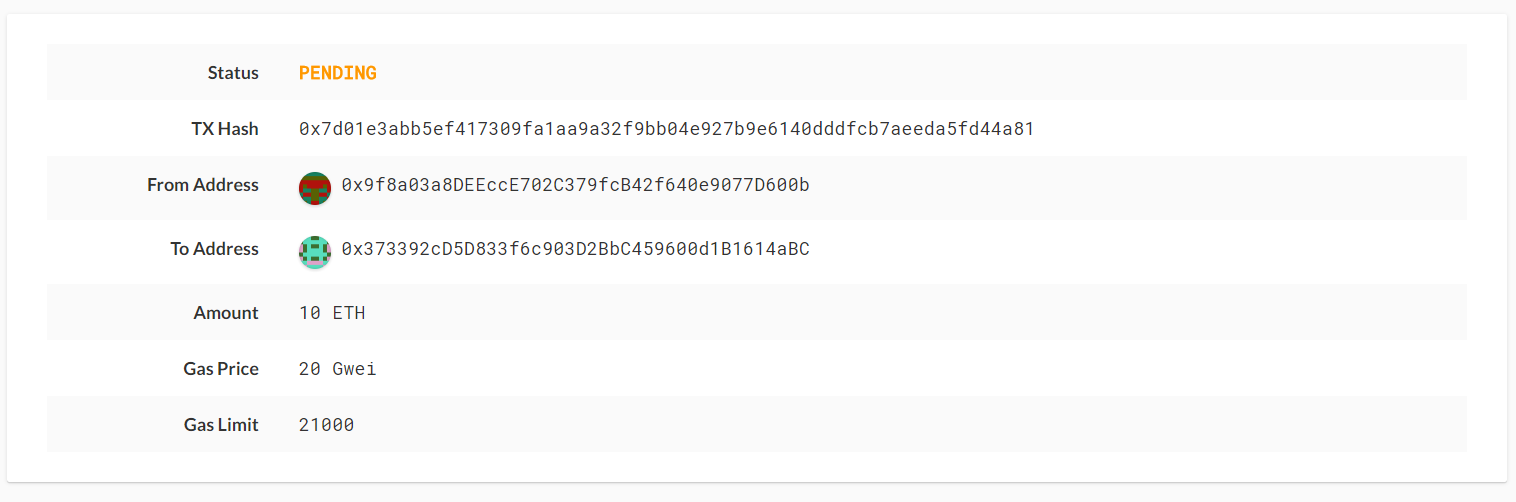 Status PENDING
TX Hash 0x7d01e3abb5ef417309fa1aa9a32f9bb04e927b9e6140dddfcb7aeeda5fd44a81
From Address 0x9f8a03a8DEEccE702C379fcB42f640e9077D600b
To Address 0x373392cD5D833f6c903D2BbC459600d1B1614aBC
Amount 10 ETH
Gas Price 20 Gwei
Gas Limit 21000